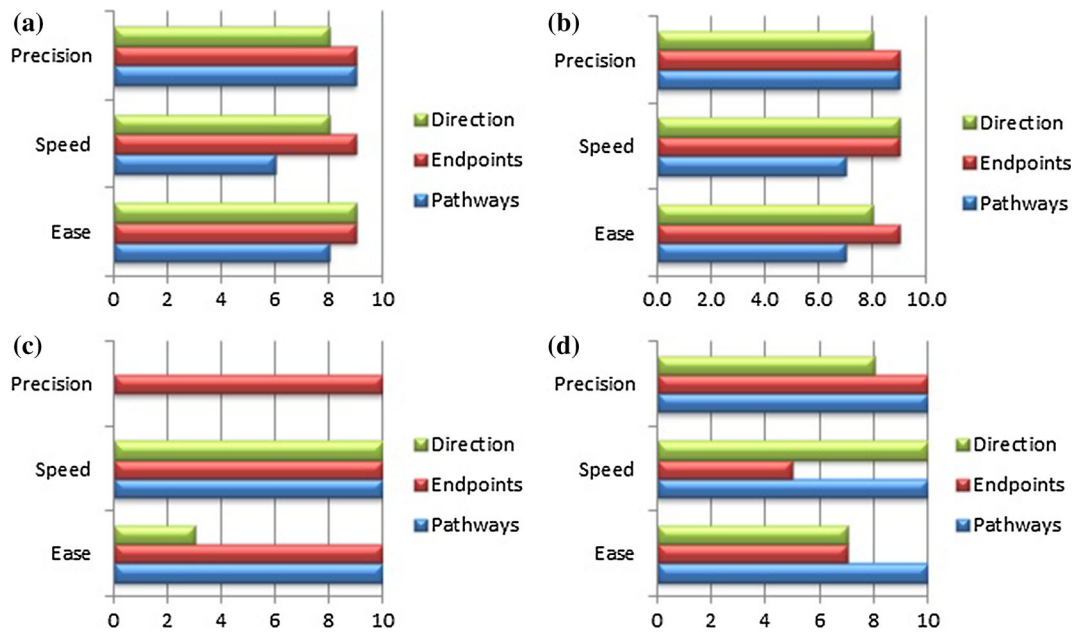 (a)
Precision
Speed
Ease
0 2 4 6 8 10
Direction
Endpoints
Pathways
(b)
Precision
Speed
Ease
0.0 2.0 4.0 6.0 8.0 10.0
Direction
Endpoints
Pathways
(c)
Precision
Speed
Ease
0 2 4 6 8 10
Direction
Endpoints
Pathways
(d)
Precision
Speed
Ease
0 2 4 6 8 10
Direction
Endpoints
Pathways